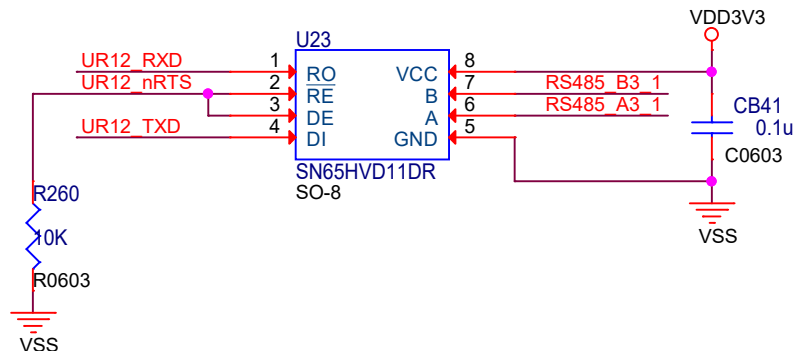 VDD3V3
U23
UR12_RXD 1 RO VCC 8
UR12_nRTS 2 RE B 7 RS485_B3_1
3 DE A 6 RS485_A3_1
UR12_TXD 4 DI GND 5
CB41
0.1u
C0603
SN65HVD11DR
SO-8
R260
10K
R0603
VSS
VSS